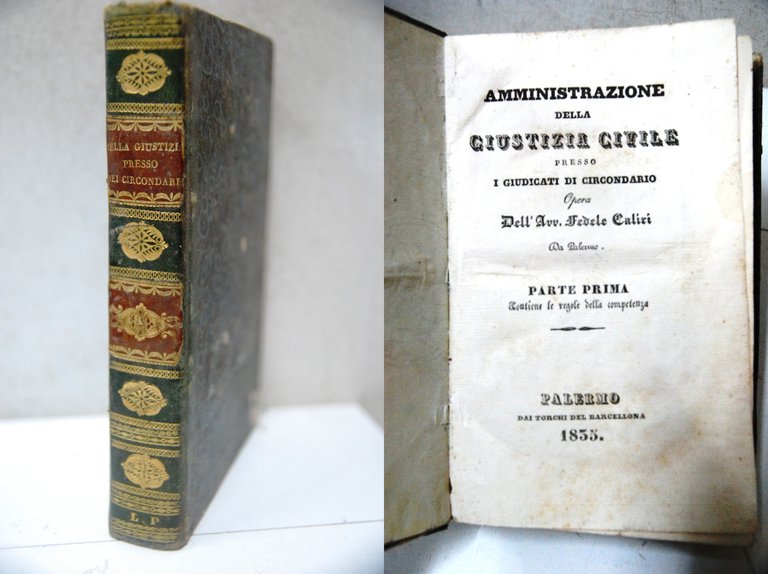 DELLA GIUSTIZI
PRESSO
DEI CIRCONDARI
L. P
AMMINISTRAZIONE
DELLA
GIUSTIZIA CIVILE
PRESSO
I GIUDICATI DI CIRCONDARIO
Opera
Dell' Avv. Fedele Caliri
Da Palermo.
PARTE PRIMA
Contiene le regole della competenza
PALERMO
DAI TORCHI DEL BARCELLONA
1835.